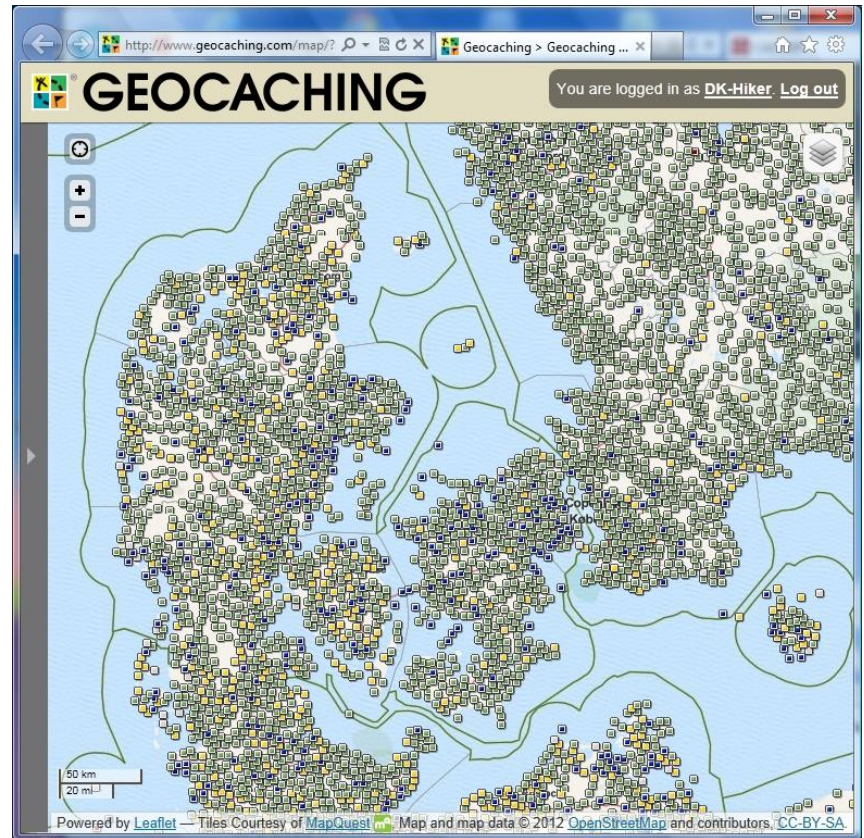 http://www.geocaching.com/map/?
Geocaching > Geocaching ...
GEOCACHING
You are logged in as DK-Hiker. Log out
+
-
50 km
20 mi
Powered by Leaflet — Tiles Courtesy of MapQuest Map and map data © 2012 OpenStreetMap and contributors, CC-BY-SA.